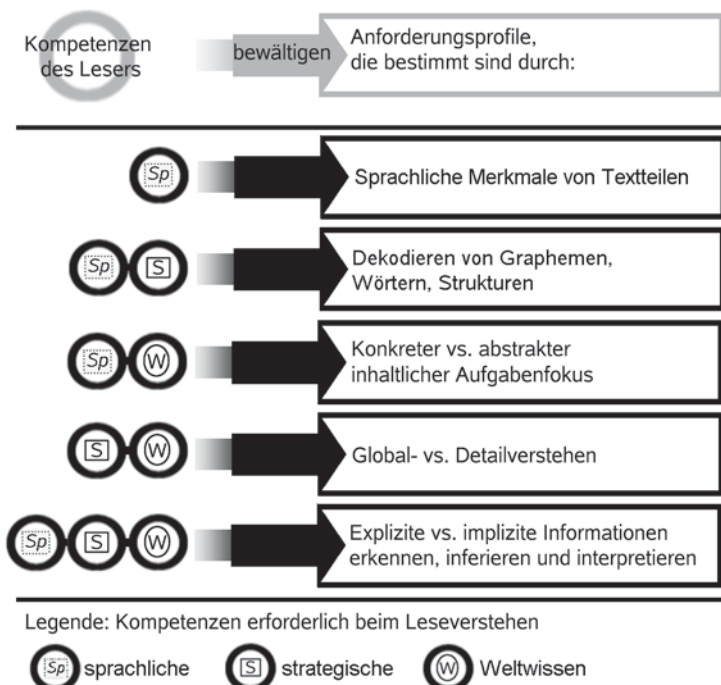 Kompetenzen
des Lesers
bewältigen
Anforderungsprofile,
die bestimmt sind durch:
Sp
Sprachliche Merkmale von Textteilen
Sp S
Dekodieren von Graphemen,
Wörtern, Strukturen
Sp W
Konkreter vs. abstrakter
inhaltlicher Aufgabenfokus
S W
Global- vs. Detailverstehen
Sp S W
Explizite vs. implizite Informationen
erkennen, inferieren und interpretieren
Legende: Kompetenzen erforderlich beim Leseverstehen
Sp sprachliche S strategische W Weltwissen